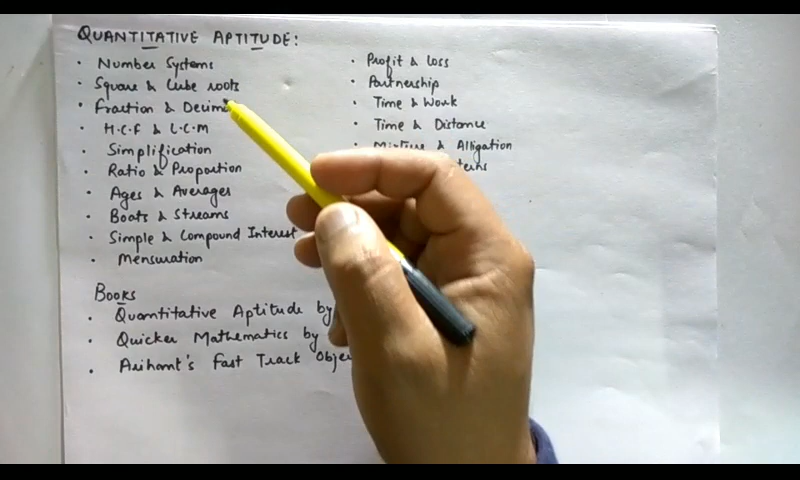 QUANTITATIVE APTITUDE:
• Number Systems
• Square & Cube roots
• Fraction & Decim
• H.C.F & L.C.M
• Simplification
• Ratio & Proportion
• Ages & Averages
• Boats & Streams
• Simple & Compound Interest
• Mensuration
• Profit & Loss
• Partnership
• Time & Work
• Time & Distance
• Mixture & Alligation
Books
• Quantitative Aptitude by
• Quicker Mathematics by
• Arihant's Fast Track Obje